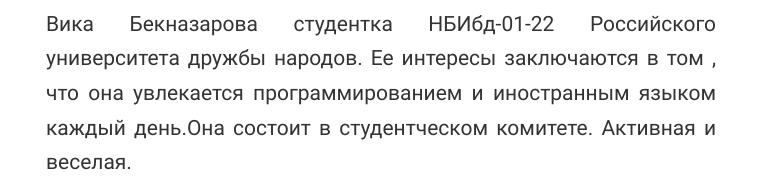 Вика Бекназарова студентка НБИбд-01-22 Российского
университета дружбы народов. Ее интересы заключаются в том ,
что она увлекается программированием и иностранным языком
каждый день.Она состоит в студентческом комитете. Активная и
веселая.